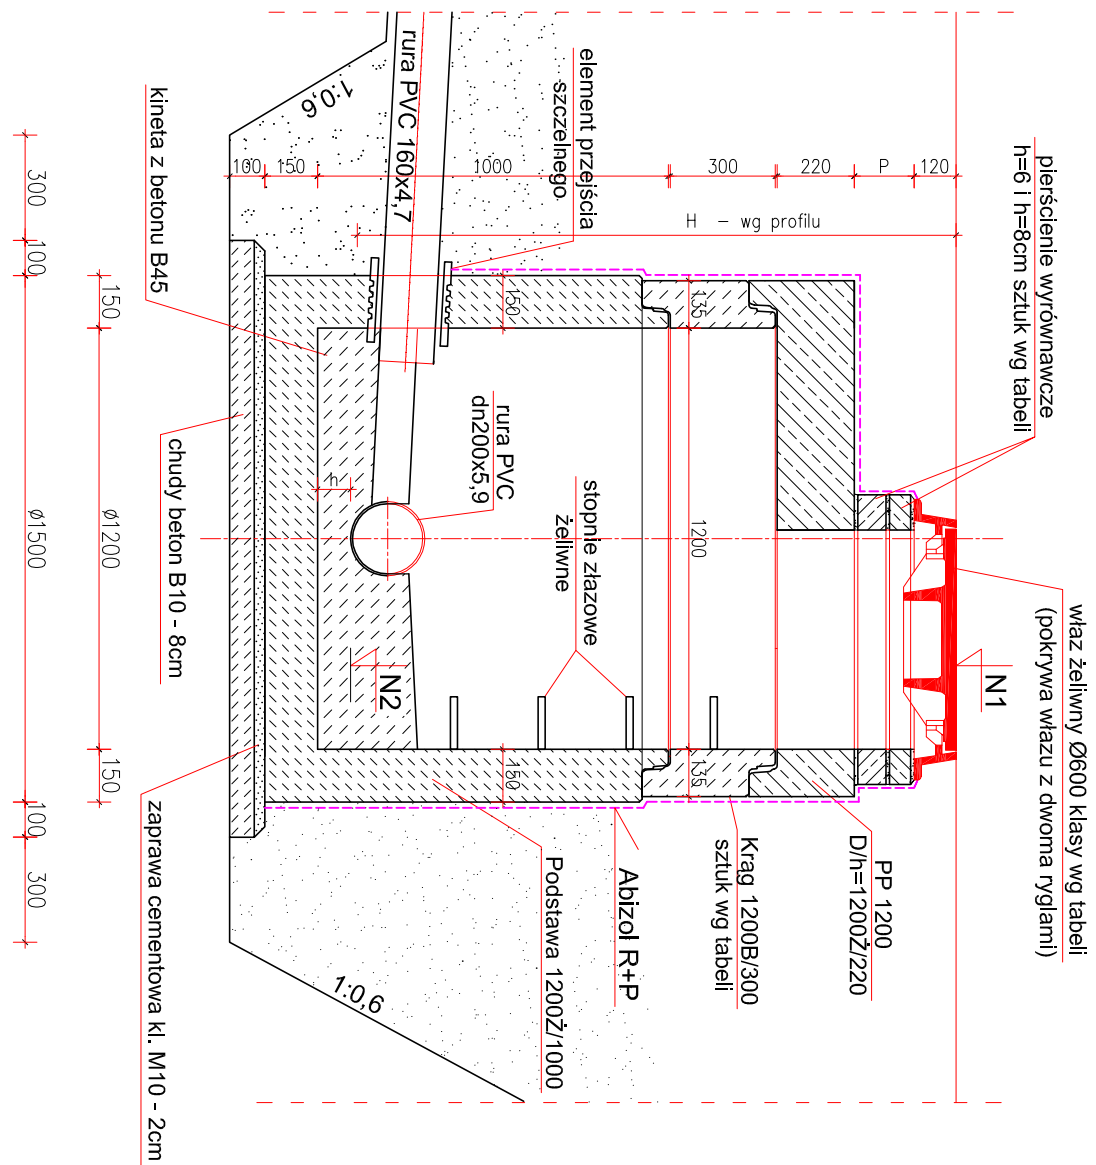 właz żeliwny Ø600 klasy wg tabeli
(pokrywa włazu z dwoma ryglami)
pierścienie wyrównawcze
h=6 i h=8cm sztuk wg tabeli
N1
PP 1200
D/h=1200Ż/220
Krąg 1200B/300
sztuk wg tabeli
Abizol R+P
Podstawa 1200Ż/1000
element przejścia
szczelnego
stopnie złazowe
żeliwne
rura PVC
dn200x5,9
rura PVC 160x4,7
N2
1:0,6
1:0,6
kineta z betonu B45
chudy beton B10 - 8cm
zaprawa cementowa kl. M10 - 2cm
H - wg profilu
100
150
1000
300
220
P
120
135
1200
135
150
150
h
150
ø1200
150
300
100
ø1500
100
300